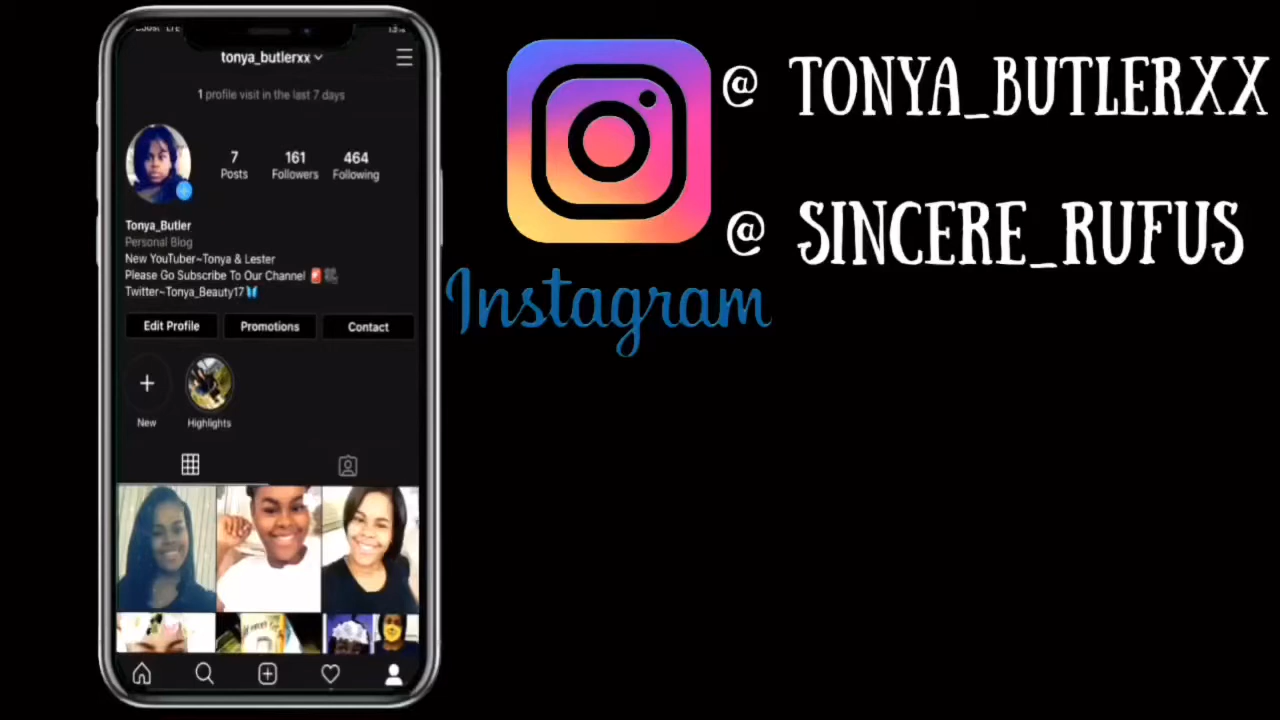 tonya_butlerxx
1 profile visit in the last 7 days
7 161 464
Posts Followers Following
Tonya_Butler
Personal Blog
New YouTuber~Tonya & Lester
Please Go Subscribe To Our Channel
Twitter~Tonya_Beauty17
Edit Profile Promotions Contact
New Highlights
@ TONYA_BUTLERXX
@ SINCERE_RUFUS
Instagram